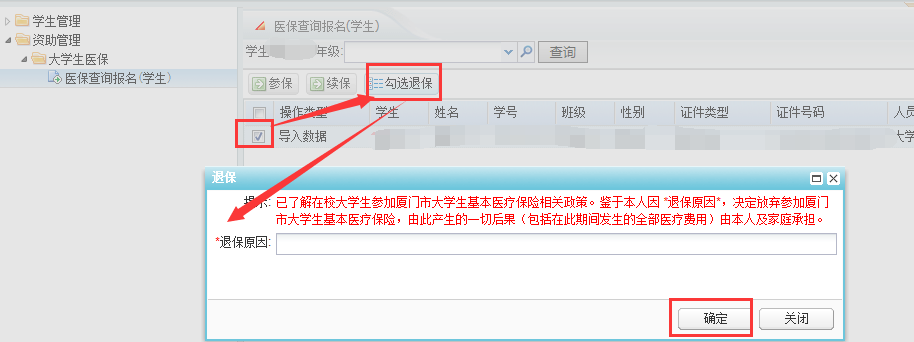 学生管理
资助管理
大学生医保
医保查询报名(学生)
医保查询报名(学生)
学生 年级: 查询
参保 续保 勾选退保
操作类型 学生 姓名 学号 班级 性别 证件类型 证件号码 人员
导入数据 大学
退保
提示: 已了解在校大学生参加厦门市大学生基本医疗保险相关政策。鉴于本人因 *退保原因*，决定放弃参加厦门
市大学生基本医疗保险，由此产生的一切后果（包括在此期间发生的全部医疗费用）由本人及家庭承担。
*退保原因:
确定 关闭